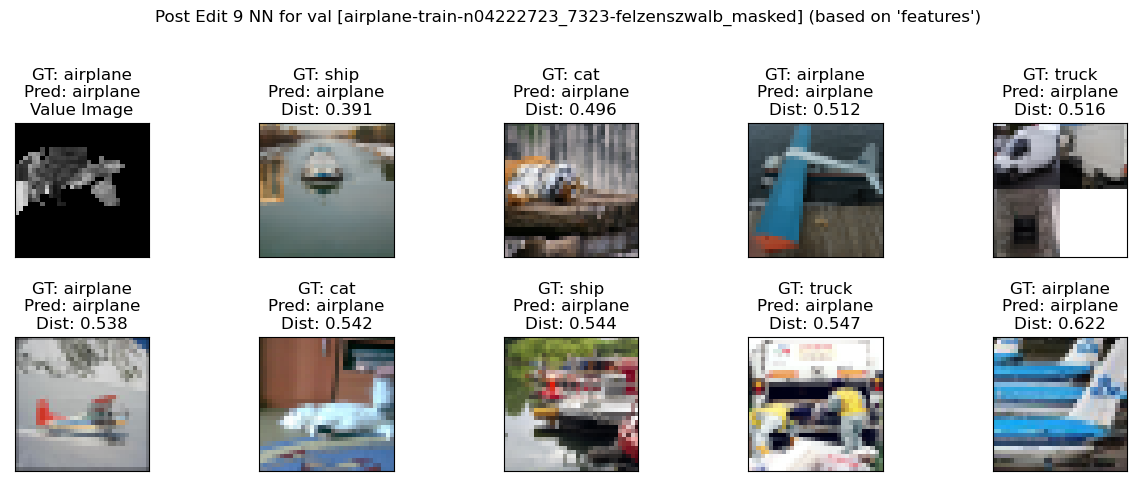 Post Edit 9 NN for val [airplane-train-n04222723_7323-felzenszwalb_masked] (based on 'features')
GT: airplane
Pred: airplane
Value Image
GT: ship
Pred: airplane
Dist: 0.391
GT: cat
Pred: airplane
Dist: 0.496
GT: airplane
Pred: airplane
Dist: 0.512
GT: truck
Pred: airplane
Dist: 0.516
GT: airplane
Pred: airplane
Dist: 0.538
GT: cat
Pred: airplane
Dist: 0.542
GT: ship
Pred: airplane
Dist: 0.544
GT: truck
Pred: airplane
Dist: 0.547
GT: airplane
Pred: airplane
Dist: 0.622